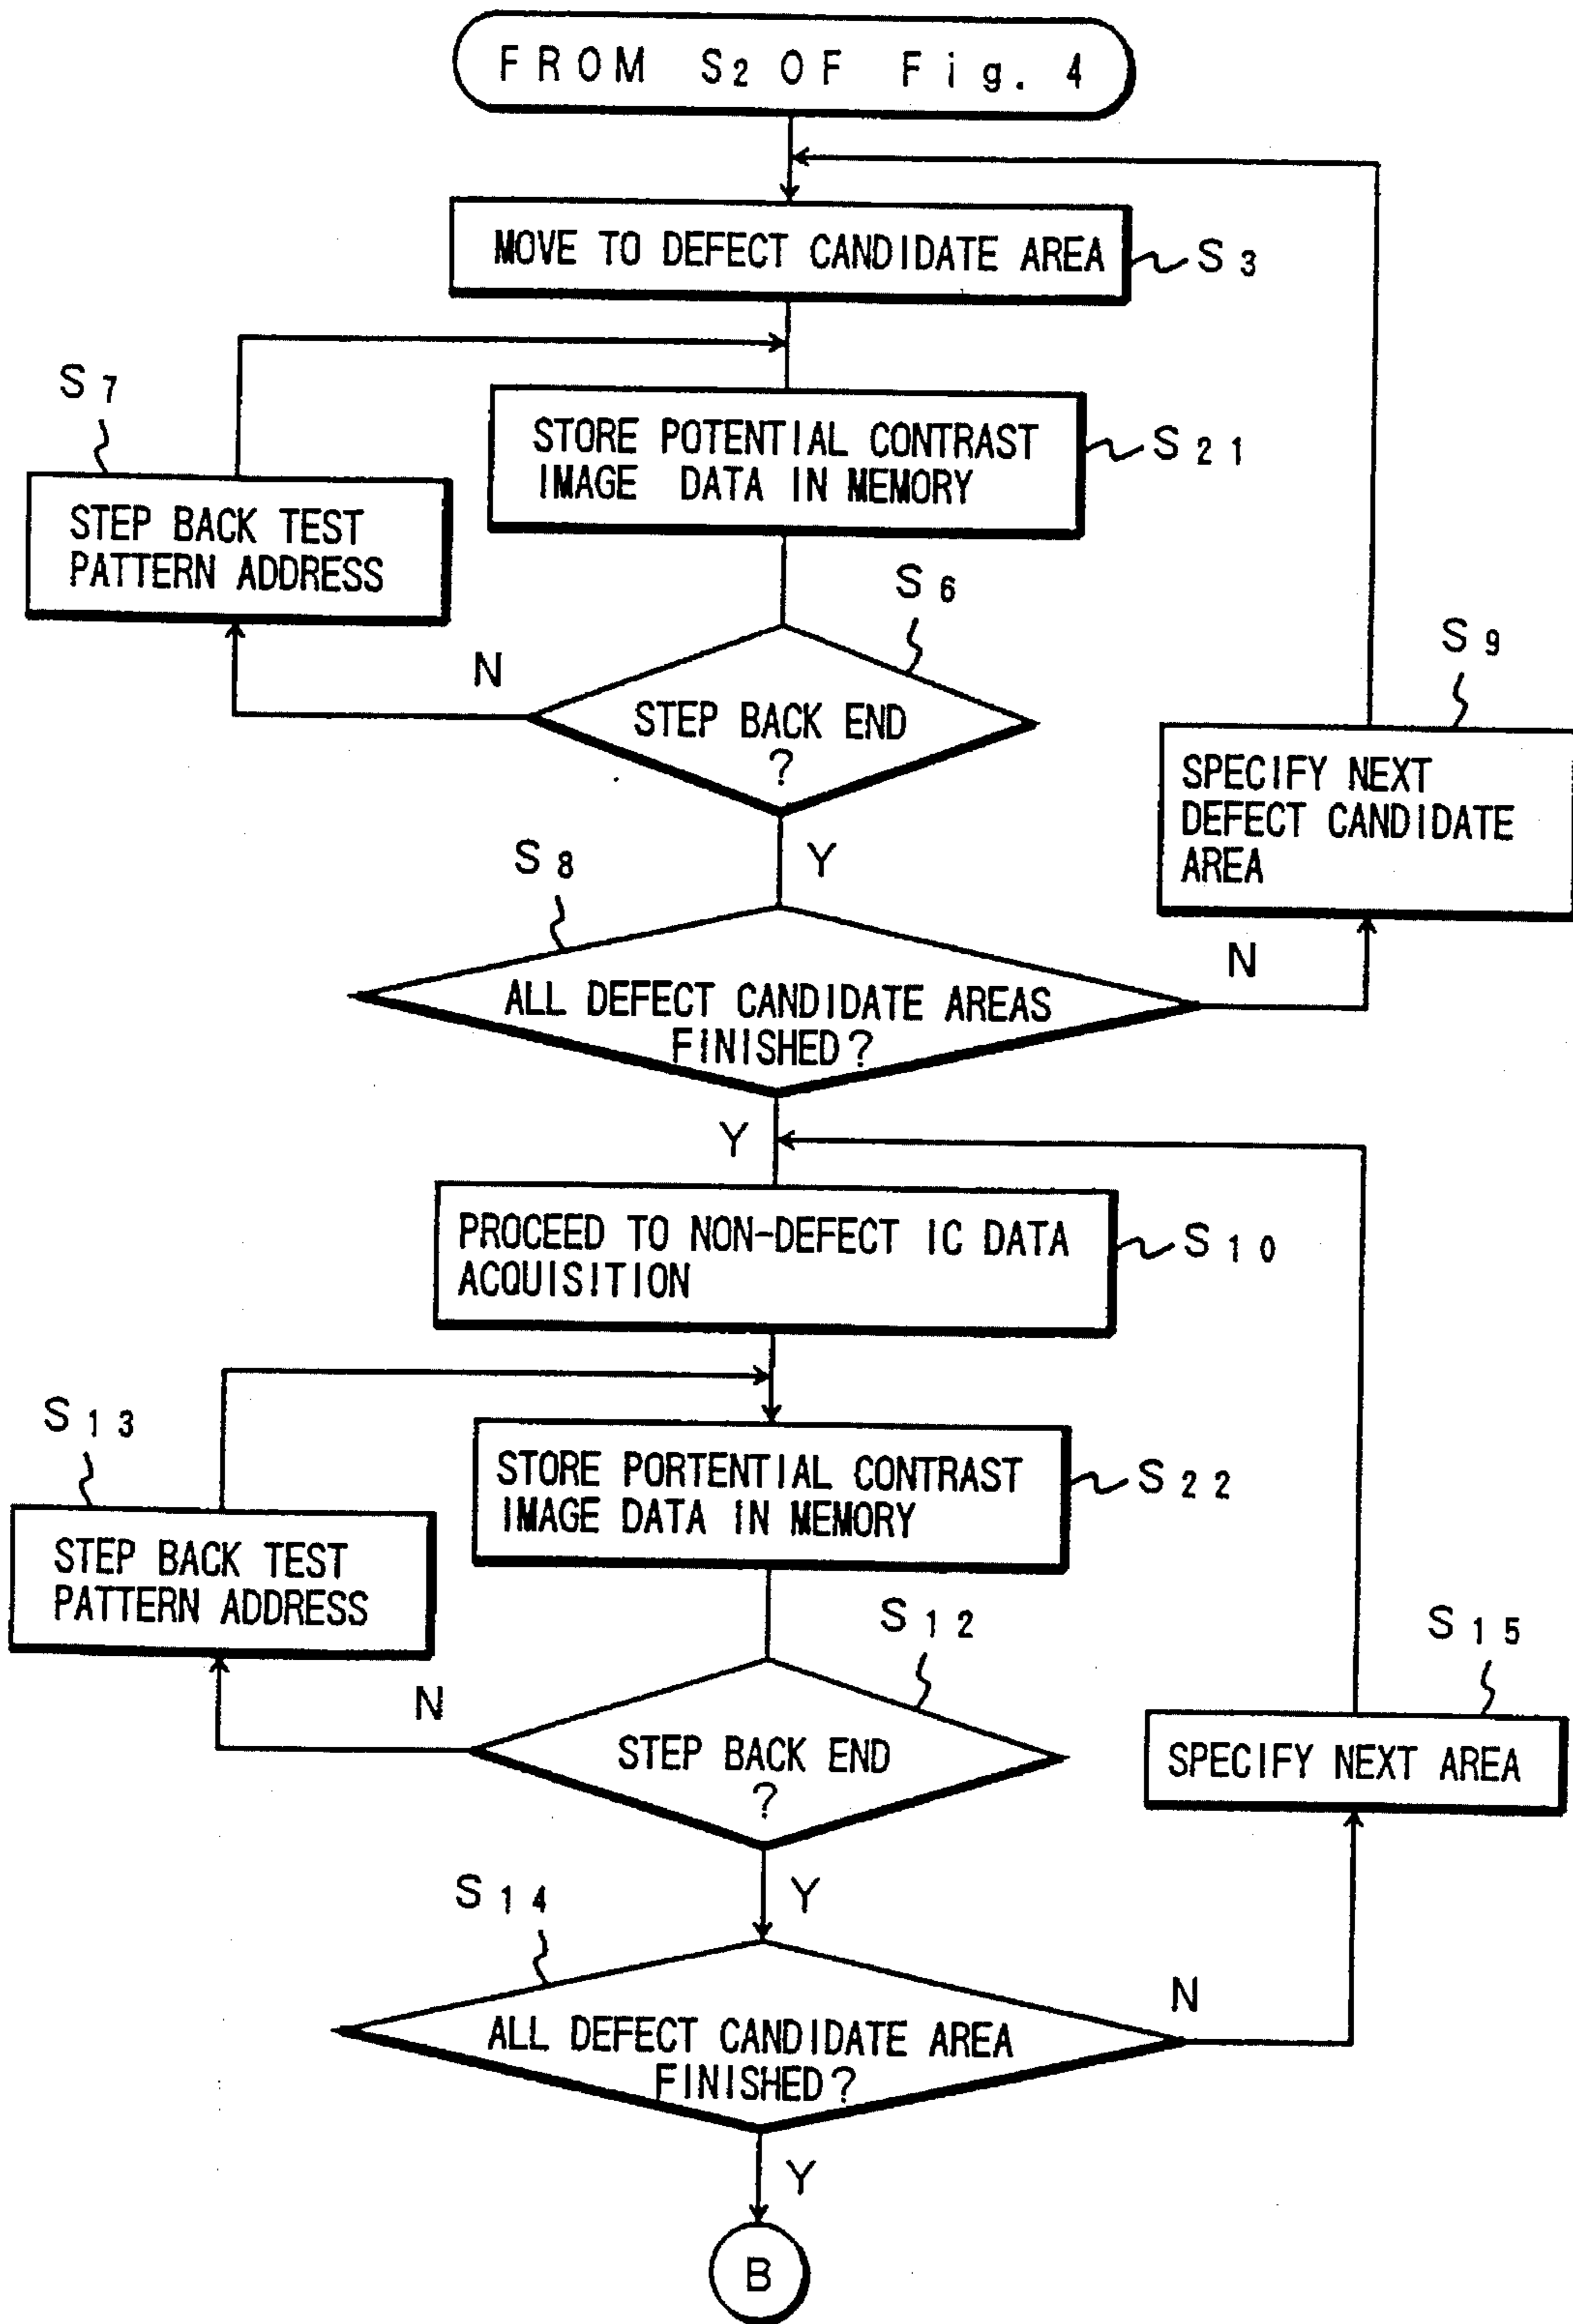 FROM S2 OF Fig. 4
MOVE TO DEFECT CANDIDATE AREA
S3
S7
STORE POTENTIAL CONTRAST
IMAGE DATA IN MEMORY
S21
STEP BACK TEST
PATTERN ADDRESS
S6
N
STEP BACK END
?
S9
SPECIFY NEXT
DEFECT CANDIDATE
AREA
Y
S8
N
ALL DEFECT CANDIDATE AREAS
FINISHED?
Y
PROCEED TO NON-DEFECT IC DATA
ACQUISITION
S10
S13
STORE PORTENTIAL CONTRAST
IMAGE DATA IN MEMORY
S22
STEP BACK TEST
PATTERN ADDRESS
S12
N
STEP BACK END
?
S15
SPECIFY NEXT AREA
Y
S14
N
ALL DEFECT CANDIDATE AREA
FINISHED?
Y
B